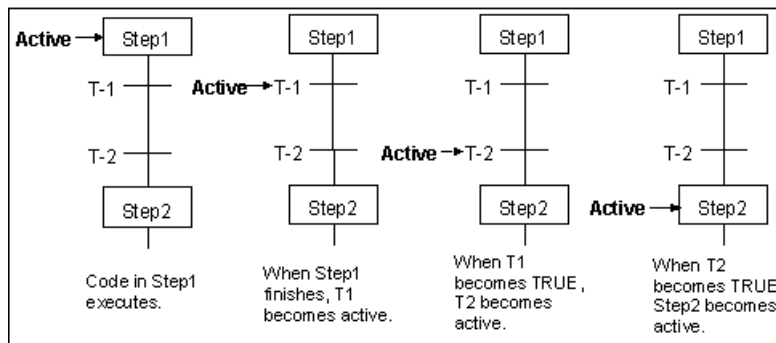 Active
Step1
T-1
T-2
Step2
Code in Step1
executes.
Step1
Active
T-1
T-2
Step2
When Step1
finishes, T1
becomes active.
Step1
T-1
Active
T-2
Step2
When T1
becomes TRUE,
T2 becomes
active.
Step1
T-1
T-2
Active
Step2
When T2
becomes TRUE
Step2 becomes
active.